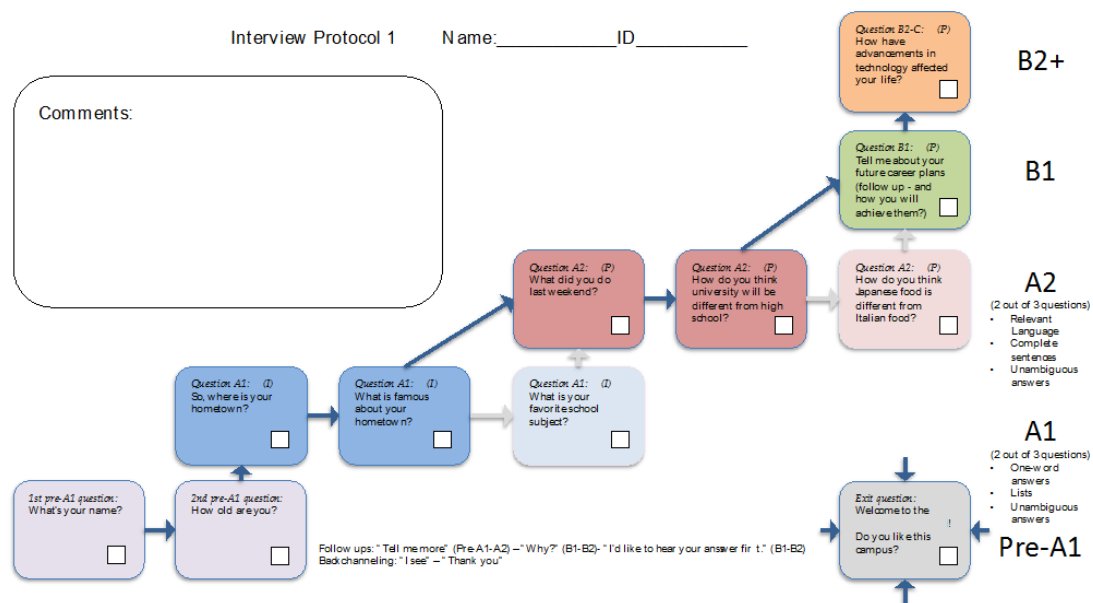 Interview Protocol 1 Name:____________ID___________
Comments:
Question B2-C: (P)
How have
advancements in
technology affected
your life?
B2+
Question B1: (P)
Tell me about your
future career plans
(follow up - and
how you will
achieve them?)
B1
Question A2: (P)
What did you do
last weekend?
Question A2: (P)
How do you think
university will be
different from high
school?
Question A2: (P)
How do you think
Japanese food is
different from
Italian food?
A2
(2 out of 3 questions)
• Relevant
Language
• Complete
sentences
• Unambiguous
answers
Question A1: (I)
So, where is your
hometown?
Question A1: (I)
What is famous
about your
hometown?
Question A1: (I)
What is your
favorite school
subject?
A1
(2 out of 3 questions)
• One-word
answers
• Lists
• Unambiguous
answers
1st pre-A1 question:
What's your name?
2nd pre-A1 question:
How old are you?
Exit question:
Welcome to the
!
Do you like this
campus?
Pre-A1
Follow ups: "Tell me more" (Pre-A1-A2) – "Why?" (B1-B2)- "I'd like to hear your answer fir t." (B1-B2)
Backchanneling: "I see" – "Thank you"